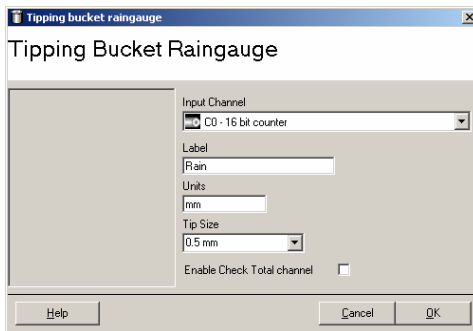 Tipping bucket raingauge
Tipping Bucket Raingauge
Input Channel
C0 - 16 bit counter
Label
Rain
Units
mm
Tip Size
0.5 mm
Enable Check Total channel
Help
Cancel
OK